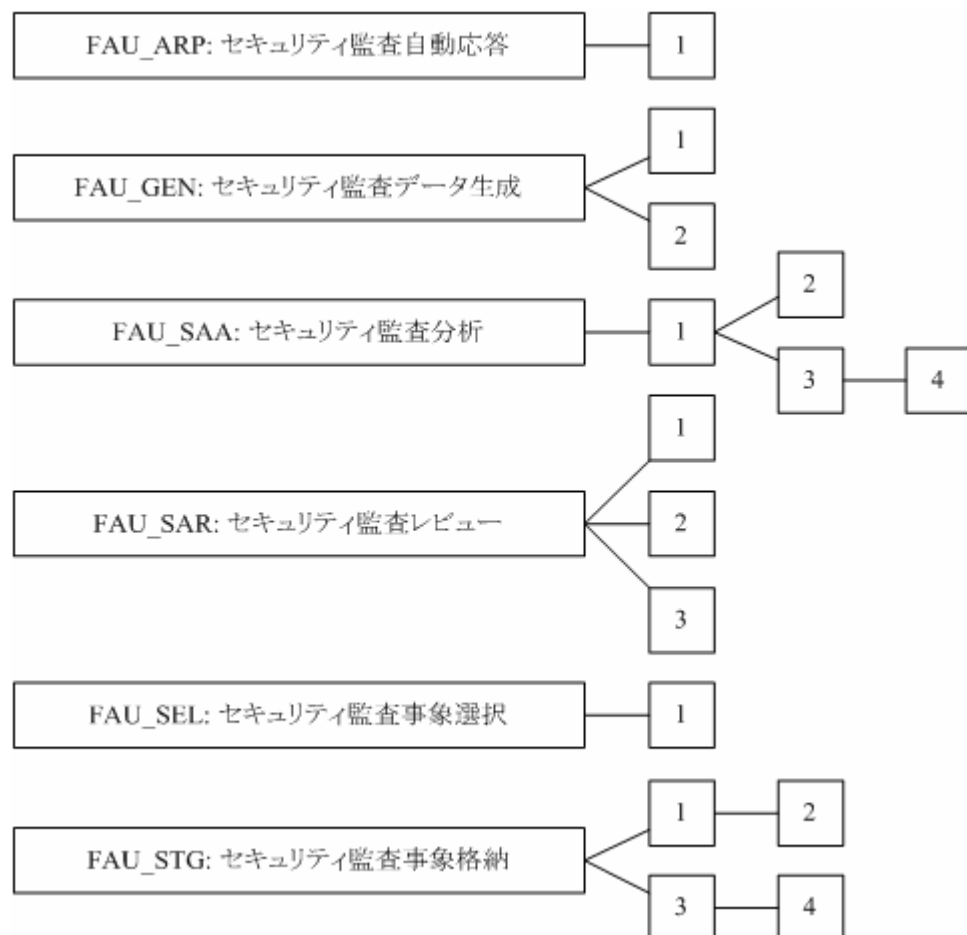 FAU_ARP: セキュリティ監査自動応答
1
FAU_GEN: セキュリティ監査データ生成
1
2
FAU_SAA: セキュリティ監査分析
1
2
3
4
FAU_SAR: セキュリティ監査レビュー
1
2
3
FAU_SEL: セキュリティ監査事象選択
1
FAU_STG: セキュリティ監査事象格納
1
2
3
4